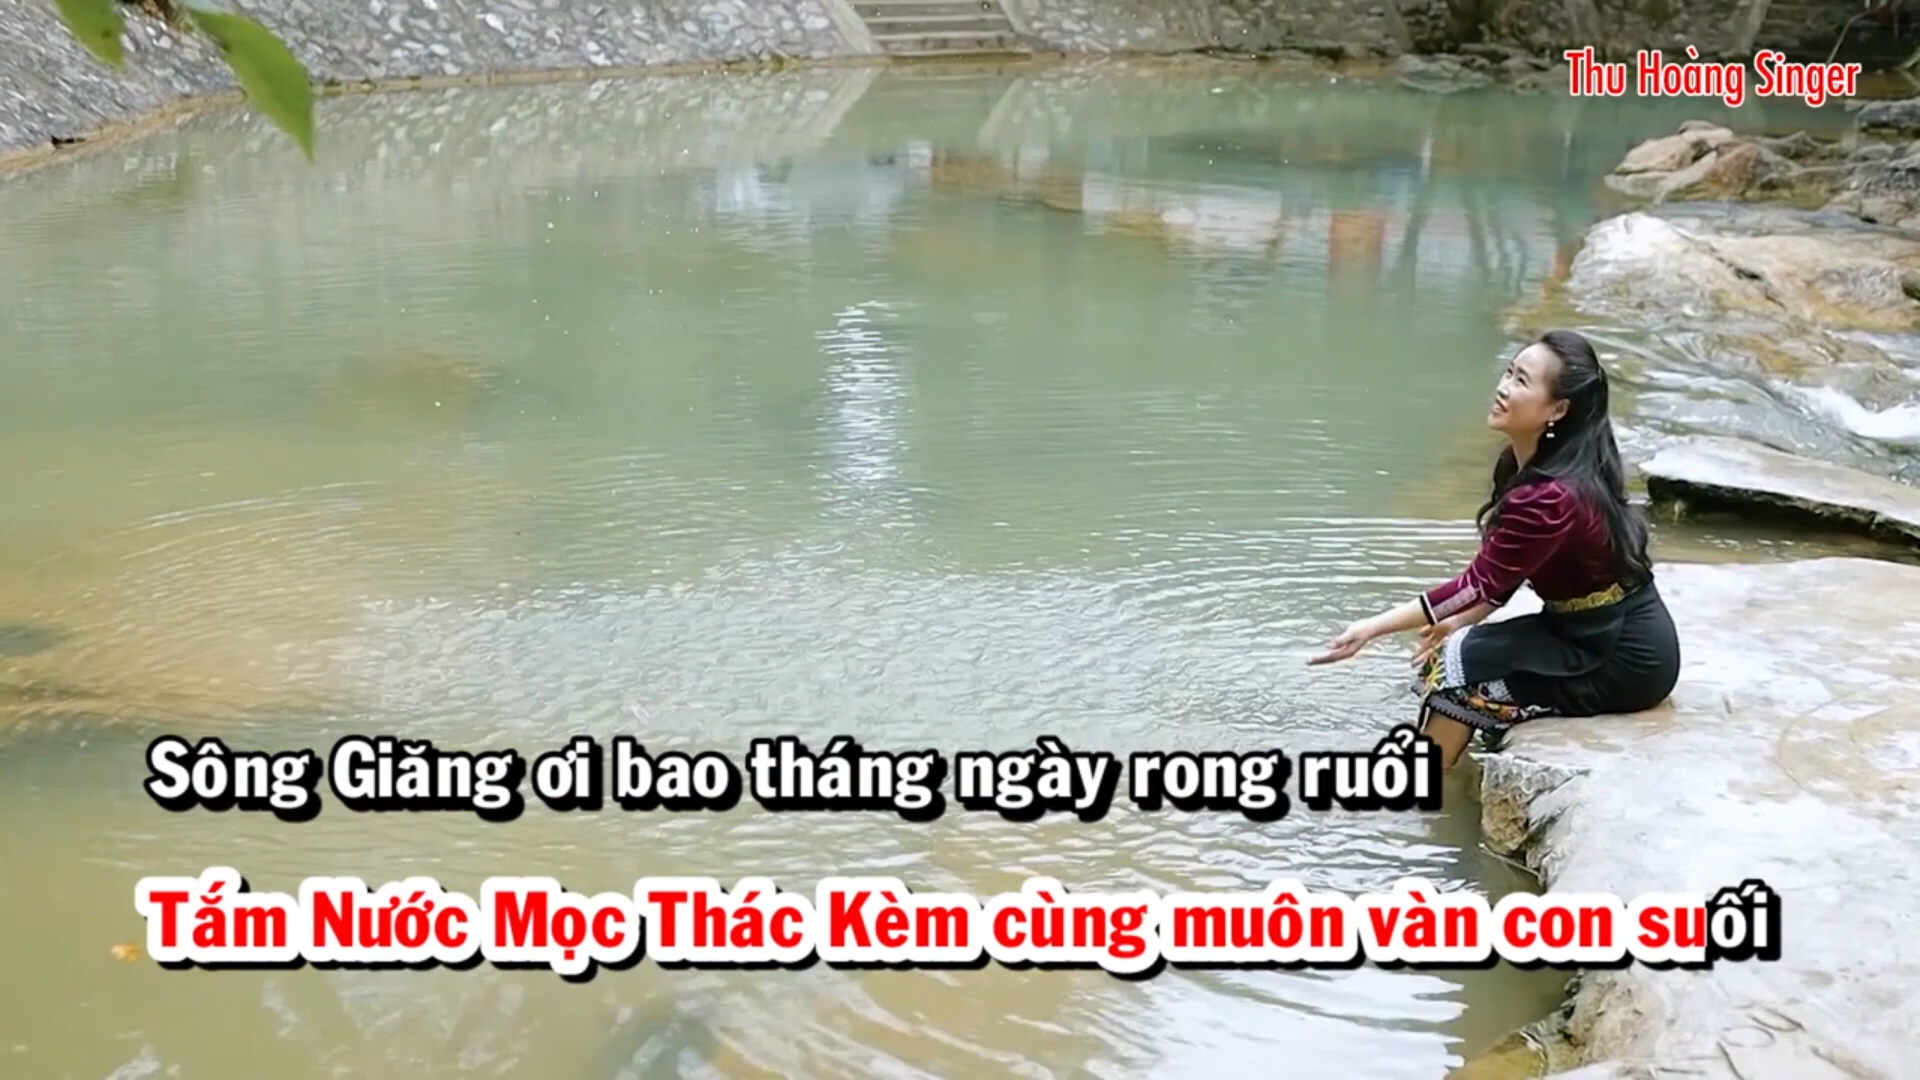 Thu Hoàng Singer
Sông Giăng ơi bao tháng ngày rong ruổi
Tắm Nước Mọc Thác Kèm cùng muôn vàn con suối